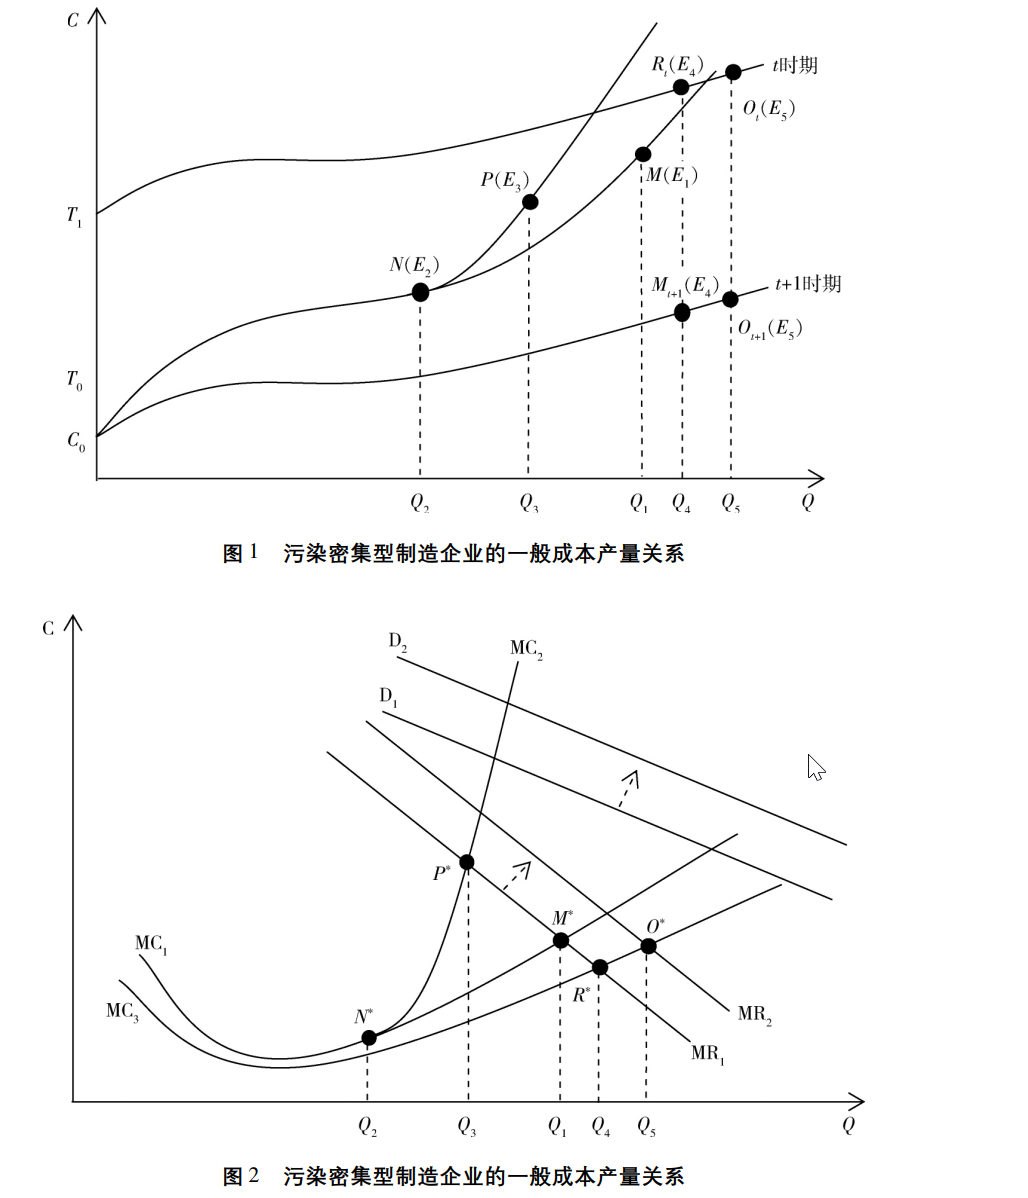 C
R_t(E_4)
t时期
O_t(E_5)
P(E_3)
M(E_1)
T_1
N(E_2)
M_{t+1}(E_4)
t+1时期
O_{t+1}(E_5)
T_0
C_0
Q_2 Q_3 Q_1 Q_4 Q_5 Q
图1 污染密集型制造企业的一般成本产量关系
C
D_2
MC_2
D_1
P*
M*
O*
MC_1
R*
MC_3
N*
MR_2
MR_1
Q_2 Q_3 Q_1 Q_4 Q_5 Q
图2 污染密集型制造企业的一般成本产量关系